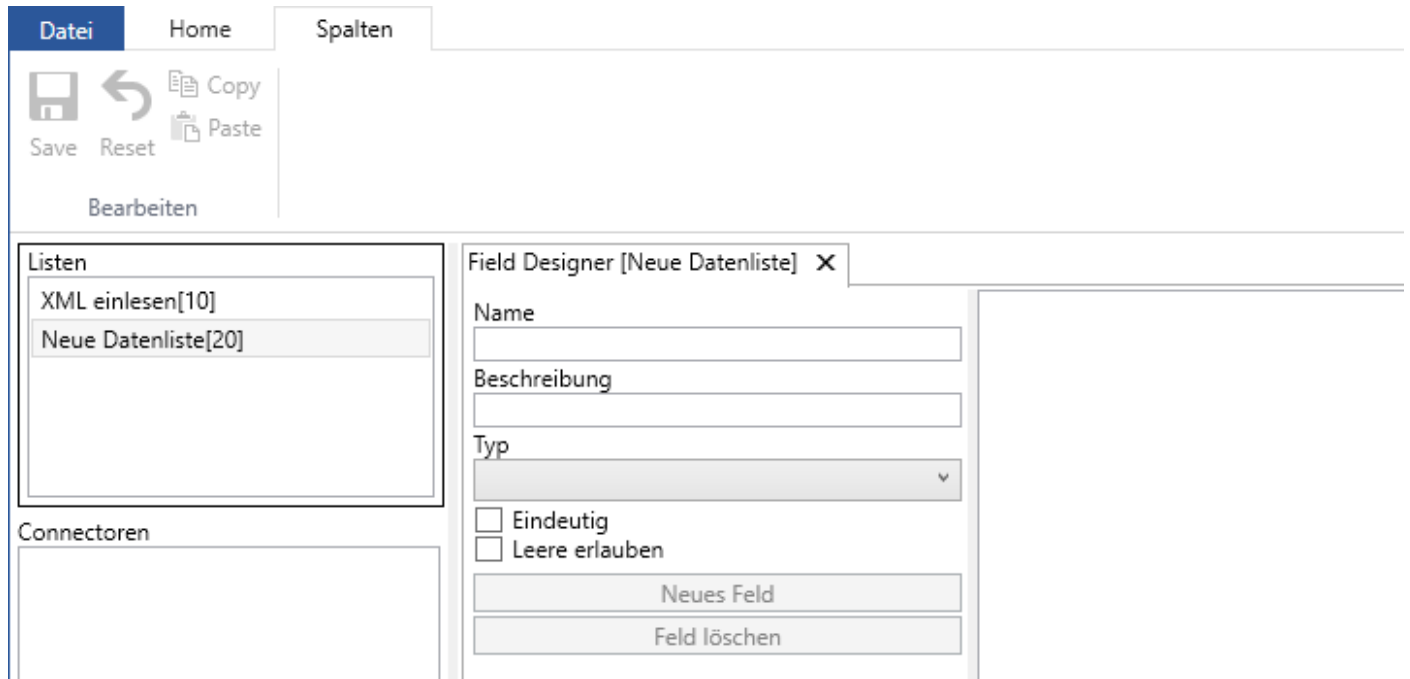 Datei Home Spalten
Copy
Paste
Save Reset
Bearbeiten
Listen
XML einlesen[10]
Neue Datenliste[20]
Connectoren
Field Designer [Neue Datenliste]
Name
Beschreibung
Typ
Eindeutig
Leere erlauben
Neues Feld
Feld löschen